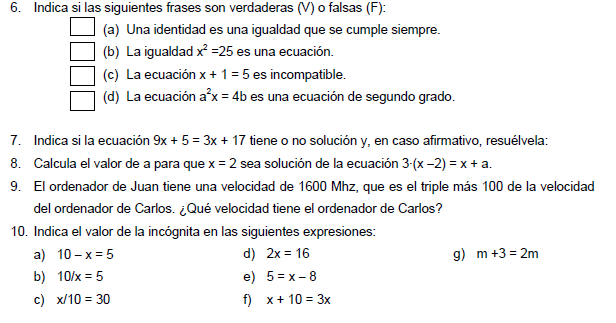 6. Indica si las siguientes frases son verdaderas (V) o falsas (F):
(a) Una identidad es una igualdad que se cumple siempre.
(b) La igualdad x² =25 es una ecuación.
(c) La ecuación x + 1 = 5 es incompatible.
(d) La ecuación a²x = 4b es una ecuación de segundo grado.
7. Indica si la ecuación 9x + 5 = 3x + 17 tiene o no solución y, en caso afirmativo, resuélvela:
8. Calcula el valor de a para que x = 2 sea solución de la ecuación 3·(x –2) = x + a.
9. El ordenador de Juan tiene una velocidad de 1600 Mhz, que es el triple más 100 de la velocidad
del ordenador de Carlos. ¿Qué velocidad tiene el ordenador de Carlos?
10. Indica el valor de la incógnita en las siguientes expresiones:
a) 10 – x = 5 d) 2x = 16 g) m +3 = 2m
b) 10/x = 5 e) 5 = x – 8
c) x/10 = 30 f) x + 10 = 3x